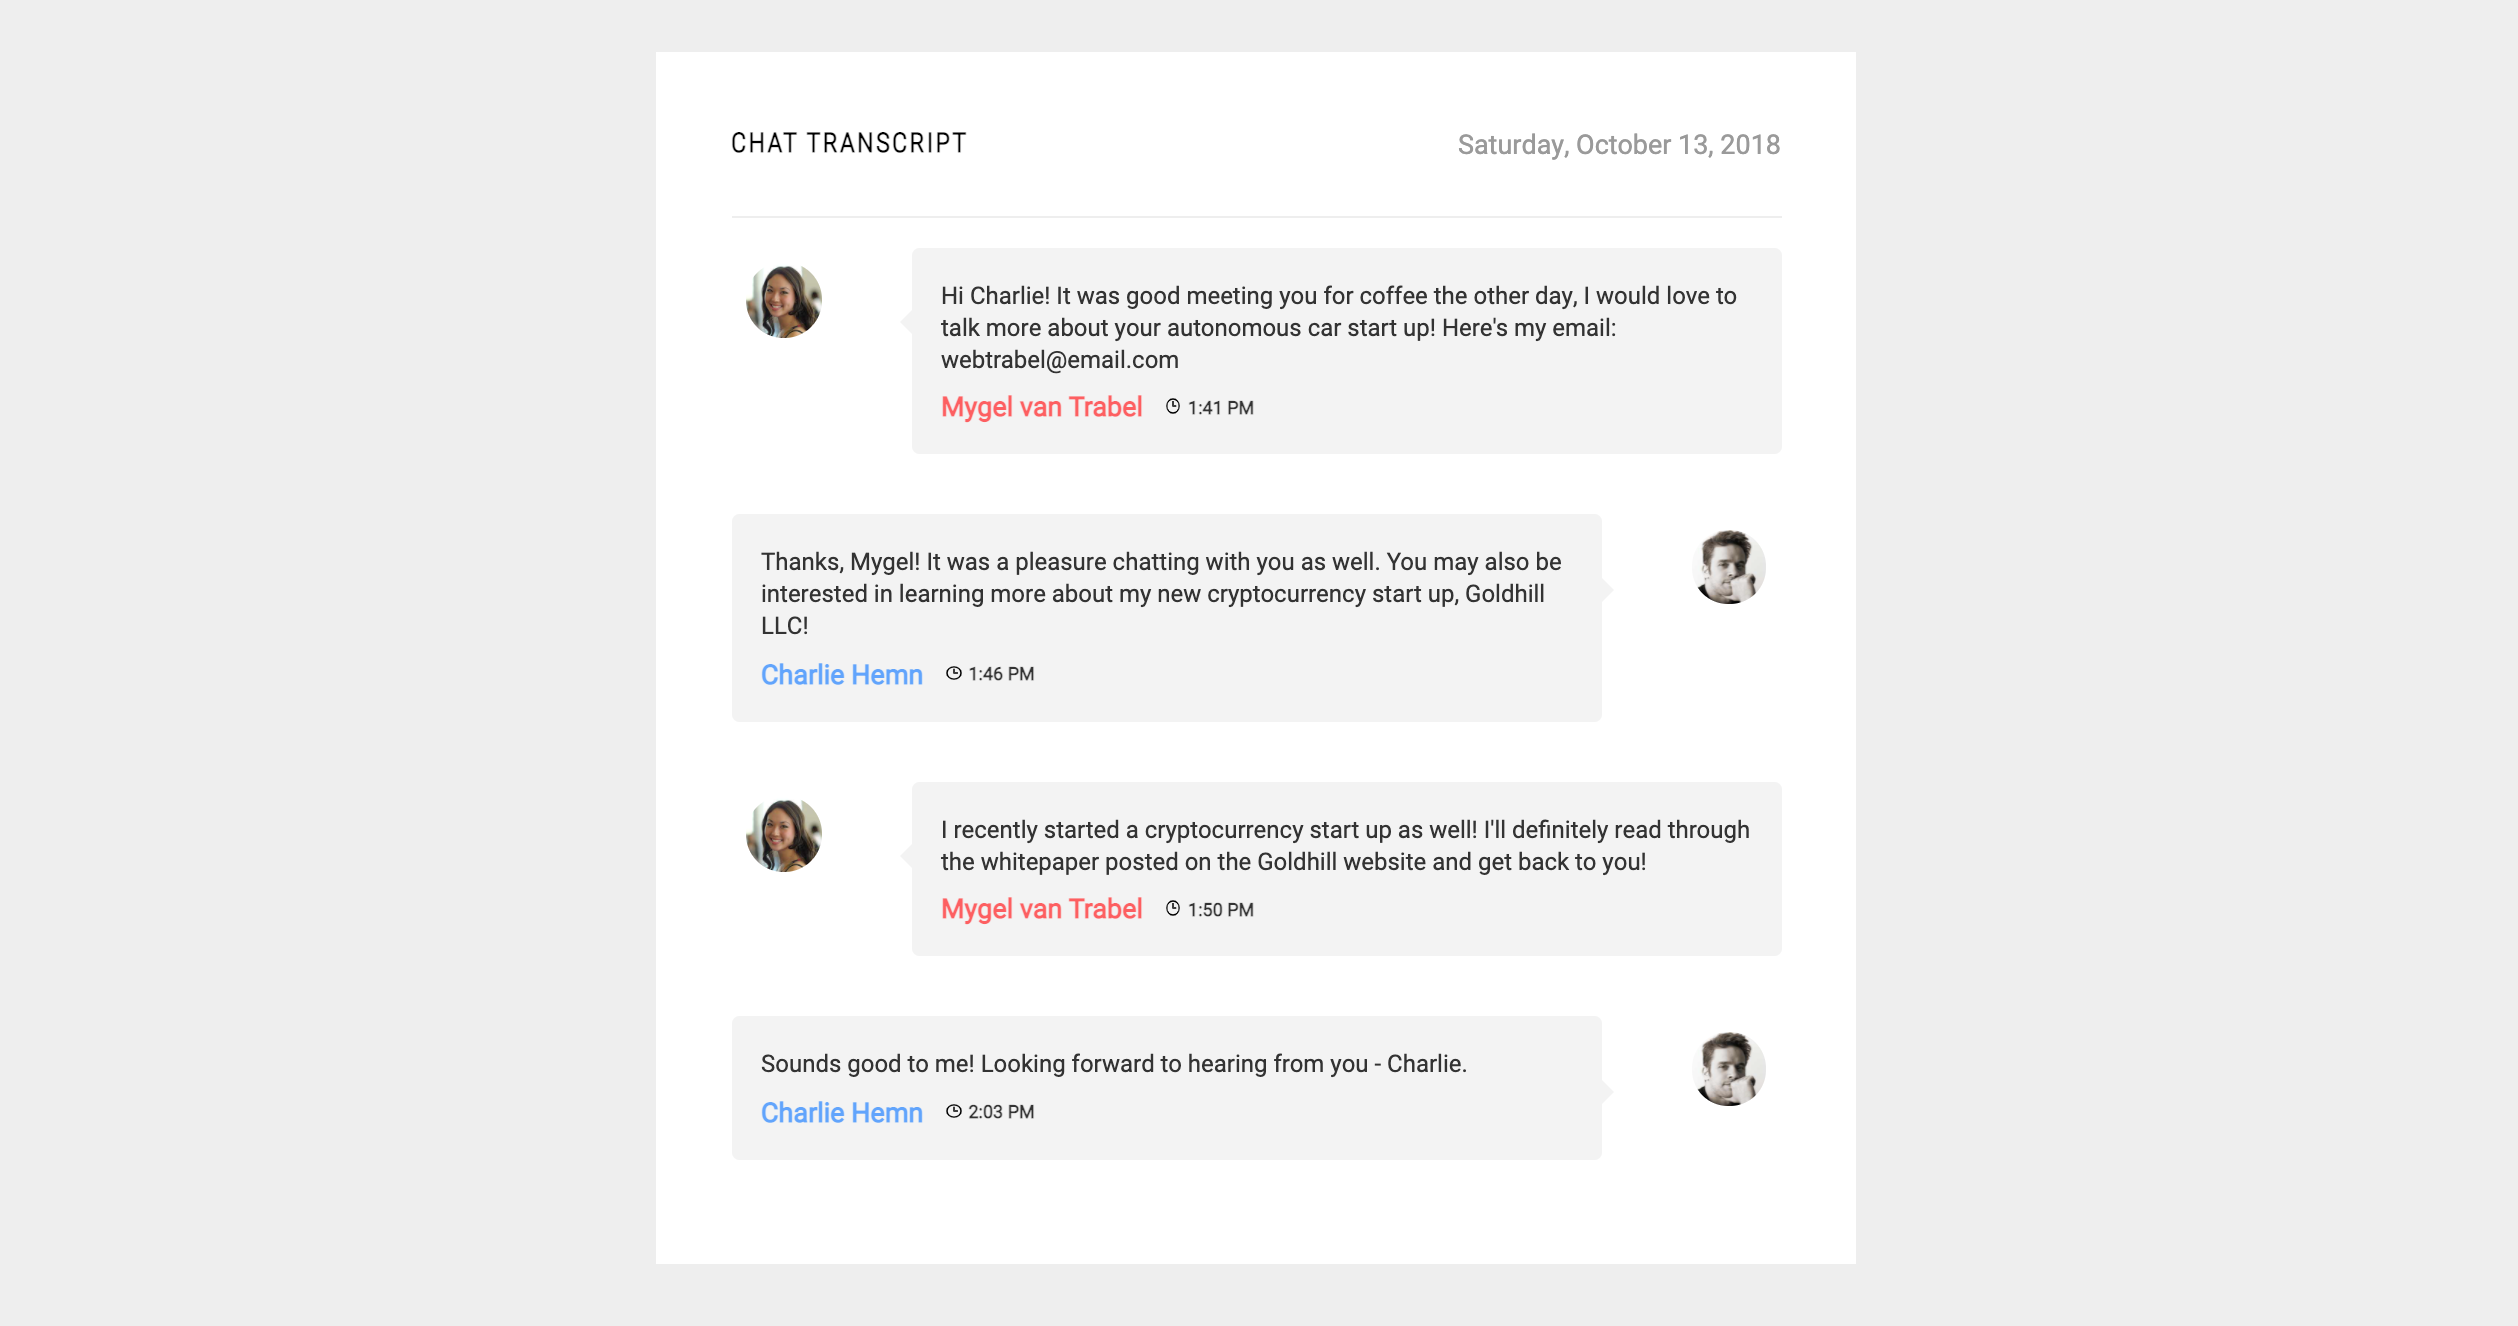 CHAT TRANSCRIPT
Saturday, October 13, 2018
Hi Charlie! It was good meeting you for coffee the other day, I would love to
talk more about your autonomous car start up! Here's my email:
webtrabel@email.com
Mygel van Trabel 1:41 PM
Thanks, Mygel! It was a pleasure chatting with you as well. You may also be
interested in learning more about my new cryptocurrency start up, Goldhill
LLC!
Charlie Hemn 1:46 PM
I recently started a cryptocurrency start up as well! I'll definitely read through
the whitepaper posted on the Goldhill website and get back to you!
Mygel van Trabel 1:50 PM
Sounds good to me! Looking forward to hearing from you - Charlie.
Charlie Hemn 2:03 PM